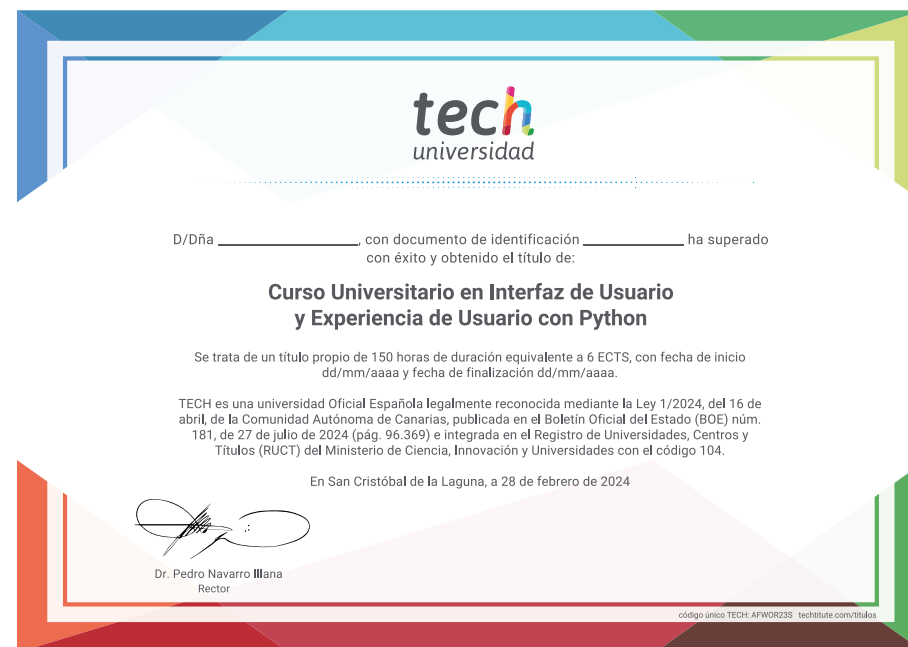 tech
universidad
D/Dña ____________________, con documento de identificación ______________ ha superado
con éxito y obtenido el título de:
Curso Universitario en Interfaz de Usuario
y Experiencia de Usuario con Python
Se trata de un título propio de 150 horas de duración equivalente a 6 ECTS, con fecha de inicio
dd/mm/aaaa y fecha de finalización dd/mm/aaaa.
TECH es una universidad Oficial Española legalmente reconocida mediante la Ley 1/2024, del 16 de
abril, de la Comunidad Autónoma de Canarias, publicada en el Boletín Oficial del Estado (BOE) núm.
181, de 27 de julio de 2024 (pág. 96.369) e integrada en el Registro de Universidades, Centros y
Títulos (RUCT) del Ministerio de Ciencia, Innovación y Universidades con el código 104.
En San Cristóbal de la Laguna, a 28 de febrero de 2024
Dr. Pedro Navarro Illana
Rector
código único TECH: AFWOR23S techtitute.com/titulos